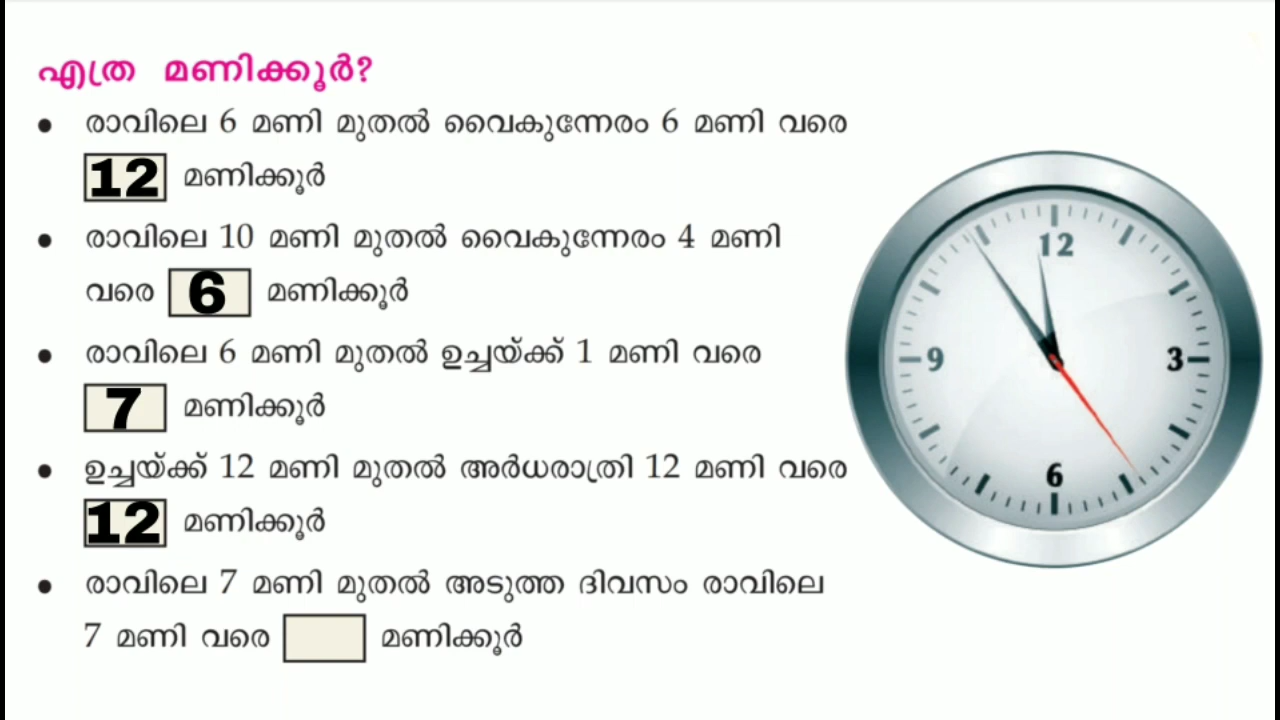 എത്ര മണിക്കൂർ?
• രാവിലെ 6 മണി മുതൽ വൈകുന്നേരം 6 മണി വരെ
12 മണിക്കൂർ
• രാവിലെ 10 മണി മുതൽ വൈകുന്നേരം 4 മണി
വരെ 6 മണിക്കൂർ
• രാവിലെ 6 മണി മുതൽ ഉച്ചയ്ക്ക് 1 മണി വരെ
7 മണിക്കൂർ
• ഉച്ചയ്ക്ക് 12 മണി മുതൽ അർധരാത്രി 12 മണി വരെ
12 മണിക്കൂർ
• രാവിലെ 7 മണി മുതൽ അടുത്ത ദിവസം രാവിലെ
7 മണി വരെ മണിക്കൂർ
12
9 3
6